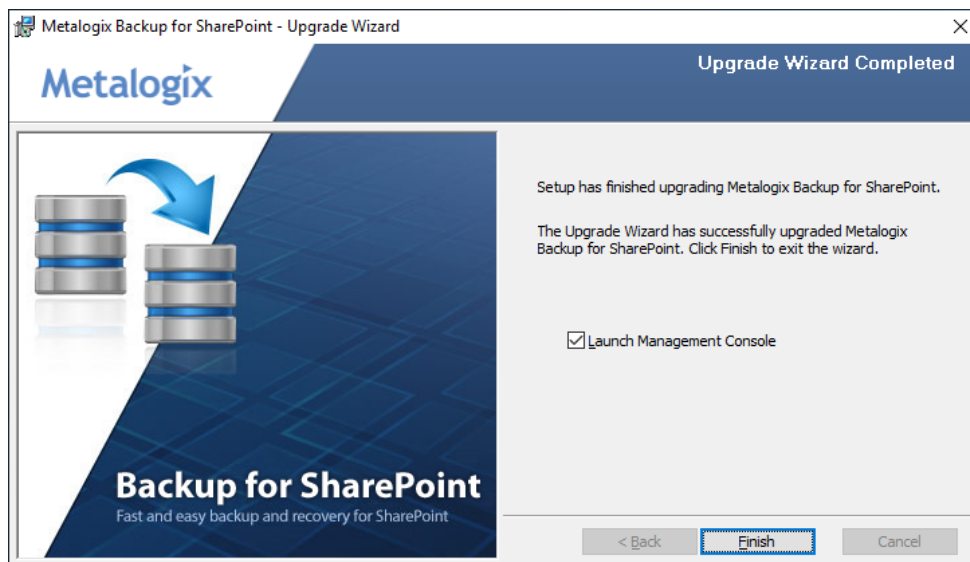 Metalogix Backup for SharePoint - Upgrade Wizard
Metalogix
Upgrade Wizard Completed
Setup has finished upgrading Metalogix Backup for SharePoint.
The Upgrade Wizard has successfully upgraded Metalogix
Backup for SharePoint. Click Finish to exit the wizard.
Launch Management Console
Backup for SharePoint
Fast and easy backup and recovery for SharePoint
< Back
Finish
Cancel